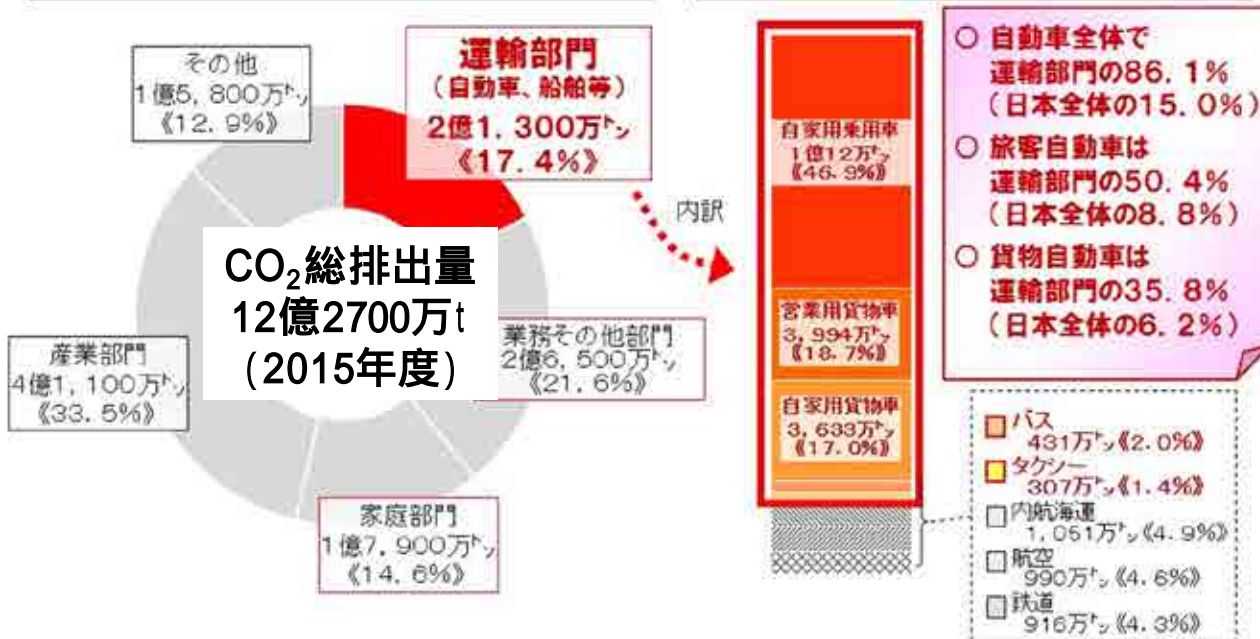 その他
1億5, 800万㌧
《12. 9%》
運輸部門
(自動車、船舶等)
2億1, 300万㌧
《17. 4%》
CO₂総排出量
12億2700万t
(2015年度)
業務その他部門
2億6, 500万㌧
《21. 6%》
産業部門
4億1, 100万㌧
《33. 5%》
家庭部門
1億7, 900万㌧
《14. 6%》
内訳
自家用乗用車
1億12万㌧
《46. 9%》
営業用貨物車
3, 994万㌧
《18. 7%》
自家用貨物車
3, 633万㌧
《17. 0%》
○ 自動車全体で
運輸部門の86. 1%
(日本全体の15. 0%)
○ 旅客自動車は
運輸部門の50. 4%
(日本全体の8. 8%)
○ 貨物自動車は
運輸部門の35. 8%
(日本全体の6. 2%)
バス
431万㌧《2. 0%》
タクシー
307万㌧《1. 4%》
内航海運
1, 051万㌧《4. 9%》
航空
990万㌧《4. 6%》
鉄道
916万㌧《4. 3%》